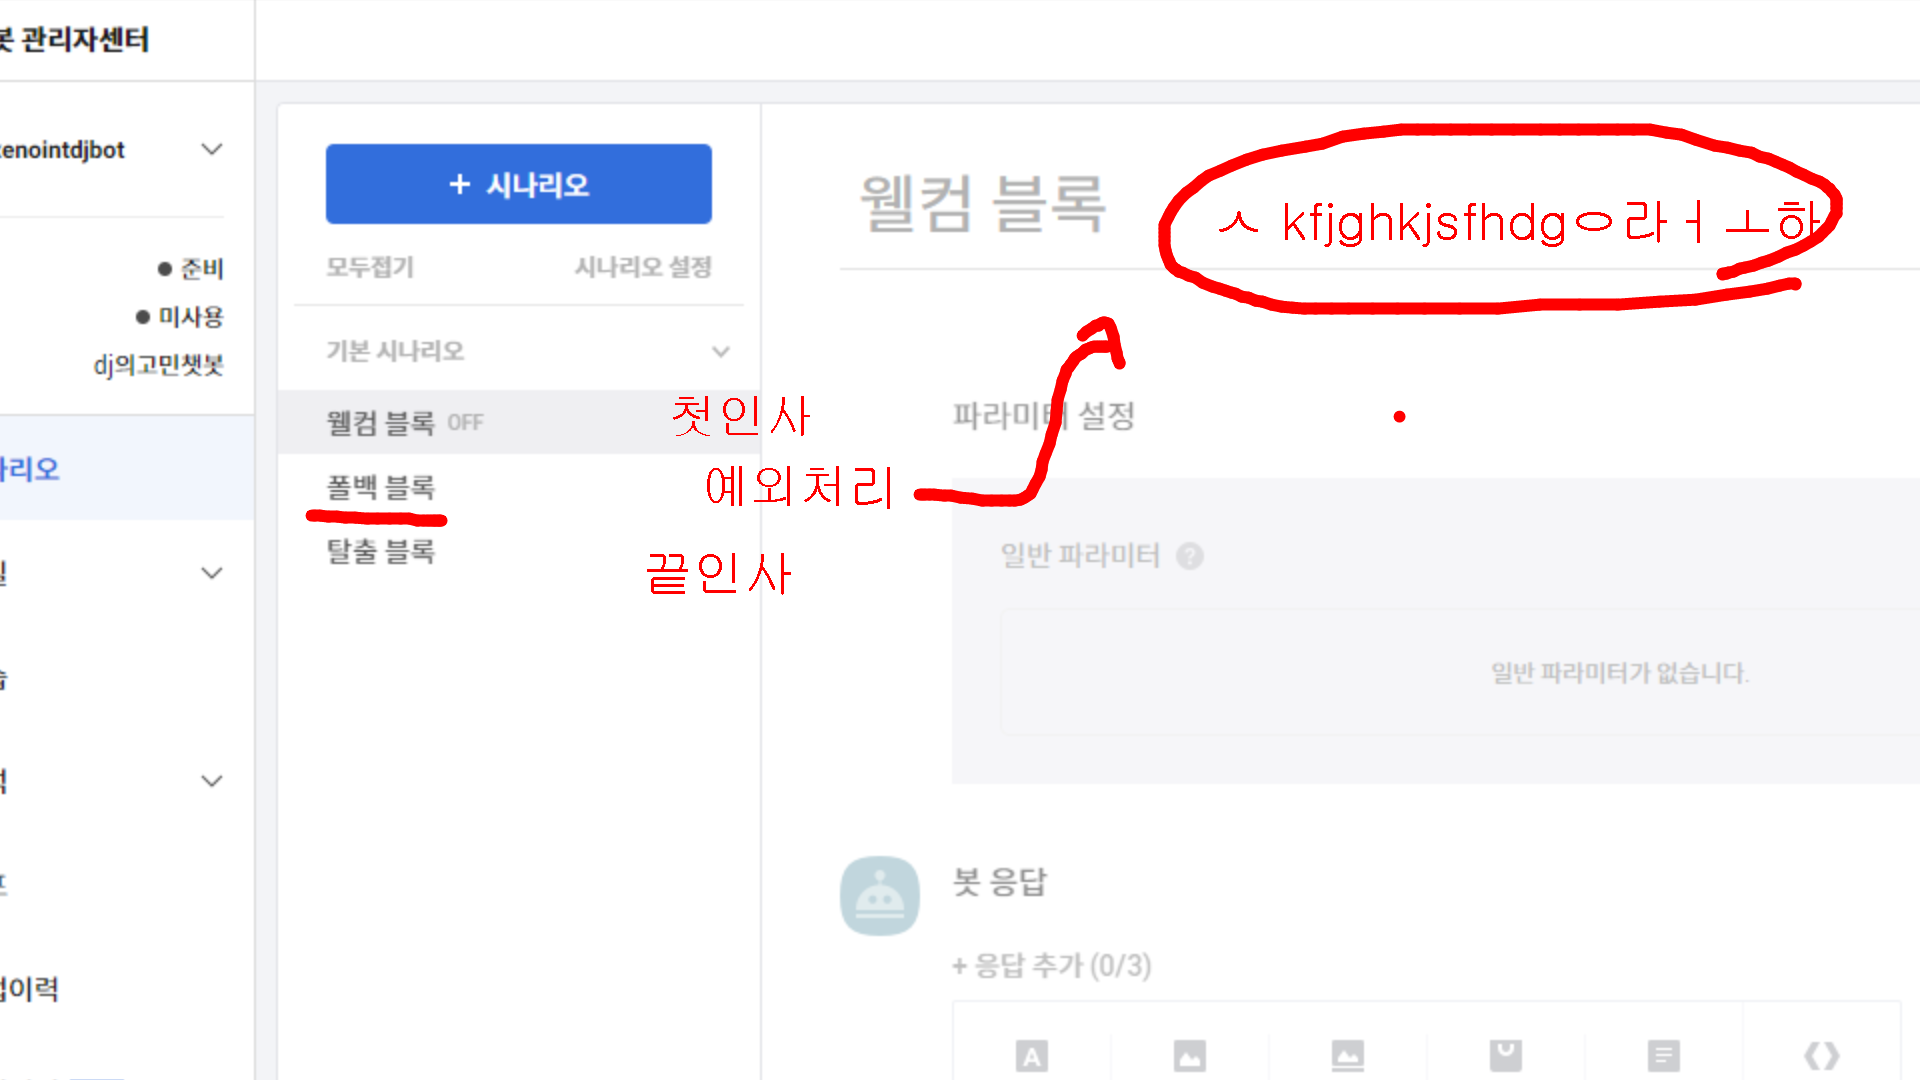 봇 관리자센터
enointdjbot
준비
미사용
dj의고민챗봇
리오
이력
+ 시나리오
모두접기 시나리오 설정
기본 시나리오
웰컴 블록 OFF
첫인사
폴백 블록
예외처리
탈출 블록
끝인사
웰컴 블록
ㅅ kfjghkjsfhdgㅇ라ㅓㅗ하
파라미터 설정
일반 파라미터 ?
일반 파라미터가 없습니다.
봇 응답
+ 응답 추가 (0/3)
A